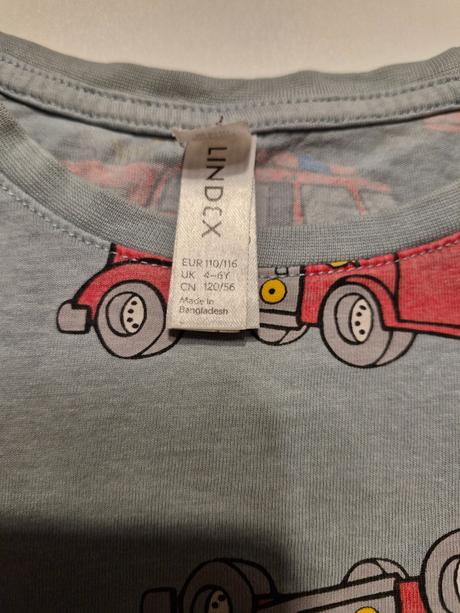 LINDEX
EUR 110/116
UK 4-6Y
CN 120/56
Made in
Bangladesh